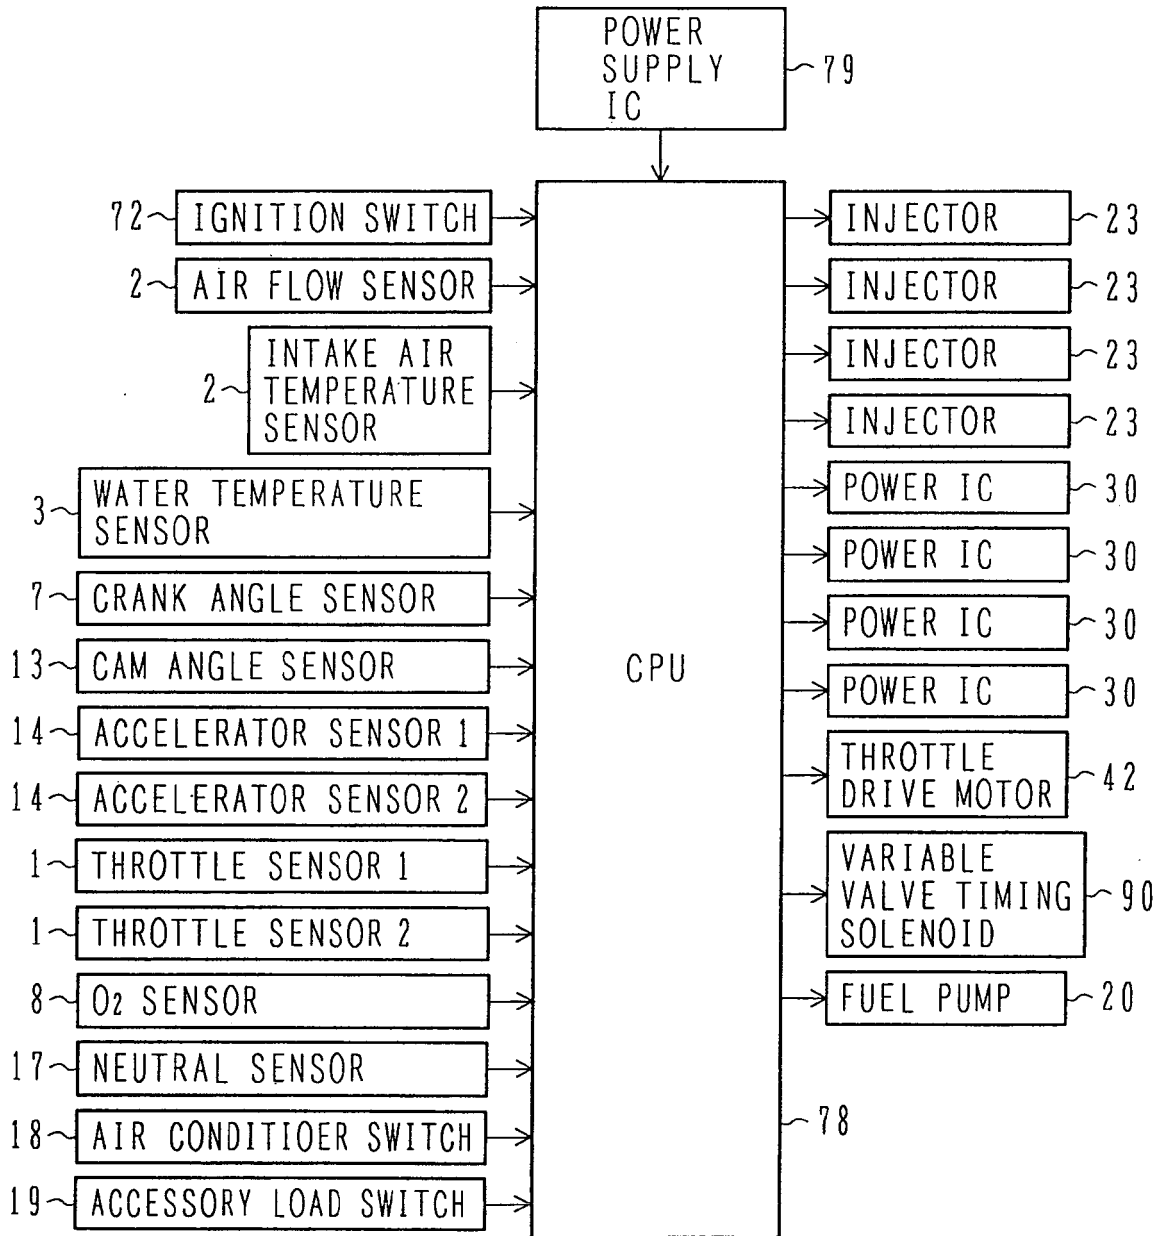 POWER
SUPPLY
IC
79
72 IGNITION SWITCH
2 AIR FLOW SENSOR
2 INTAKE AIR
TEMPERATURE
SENSOR
3 WATER TEMPERATURE
SENSOR
7 CRANK ANGLE SENSOR
13 CAM ANGLE SENSOR
14 ACCELERATOR SENSOR 1
14 ACCELERATOR SENSOR 2
1 THROTTLE SENSOR 1
1 THROTTLE SENSOR 2
8 O2 SENSOR
17 NEUTRAL SENSOR
18 AIR CONDITIOER SWITCH
19 ACCESSORY LOAD SWITCH
CPU
78
INJECTOR 23
INJECTOR 23
INJECTOR 23
INJECTOR 23
POWER IC 30
POWER IC 30
POWER IC 30
POWER IC 30
THROTTLE
DRIVE MOTOR 42
VARIABLE
VALVE TIMING
SOLENOID 90
FUEL PUMP 20